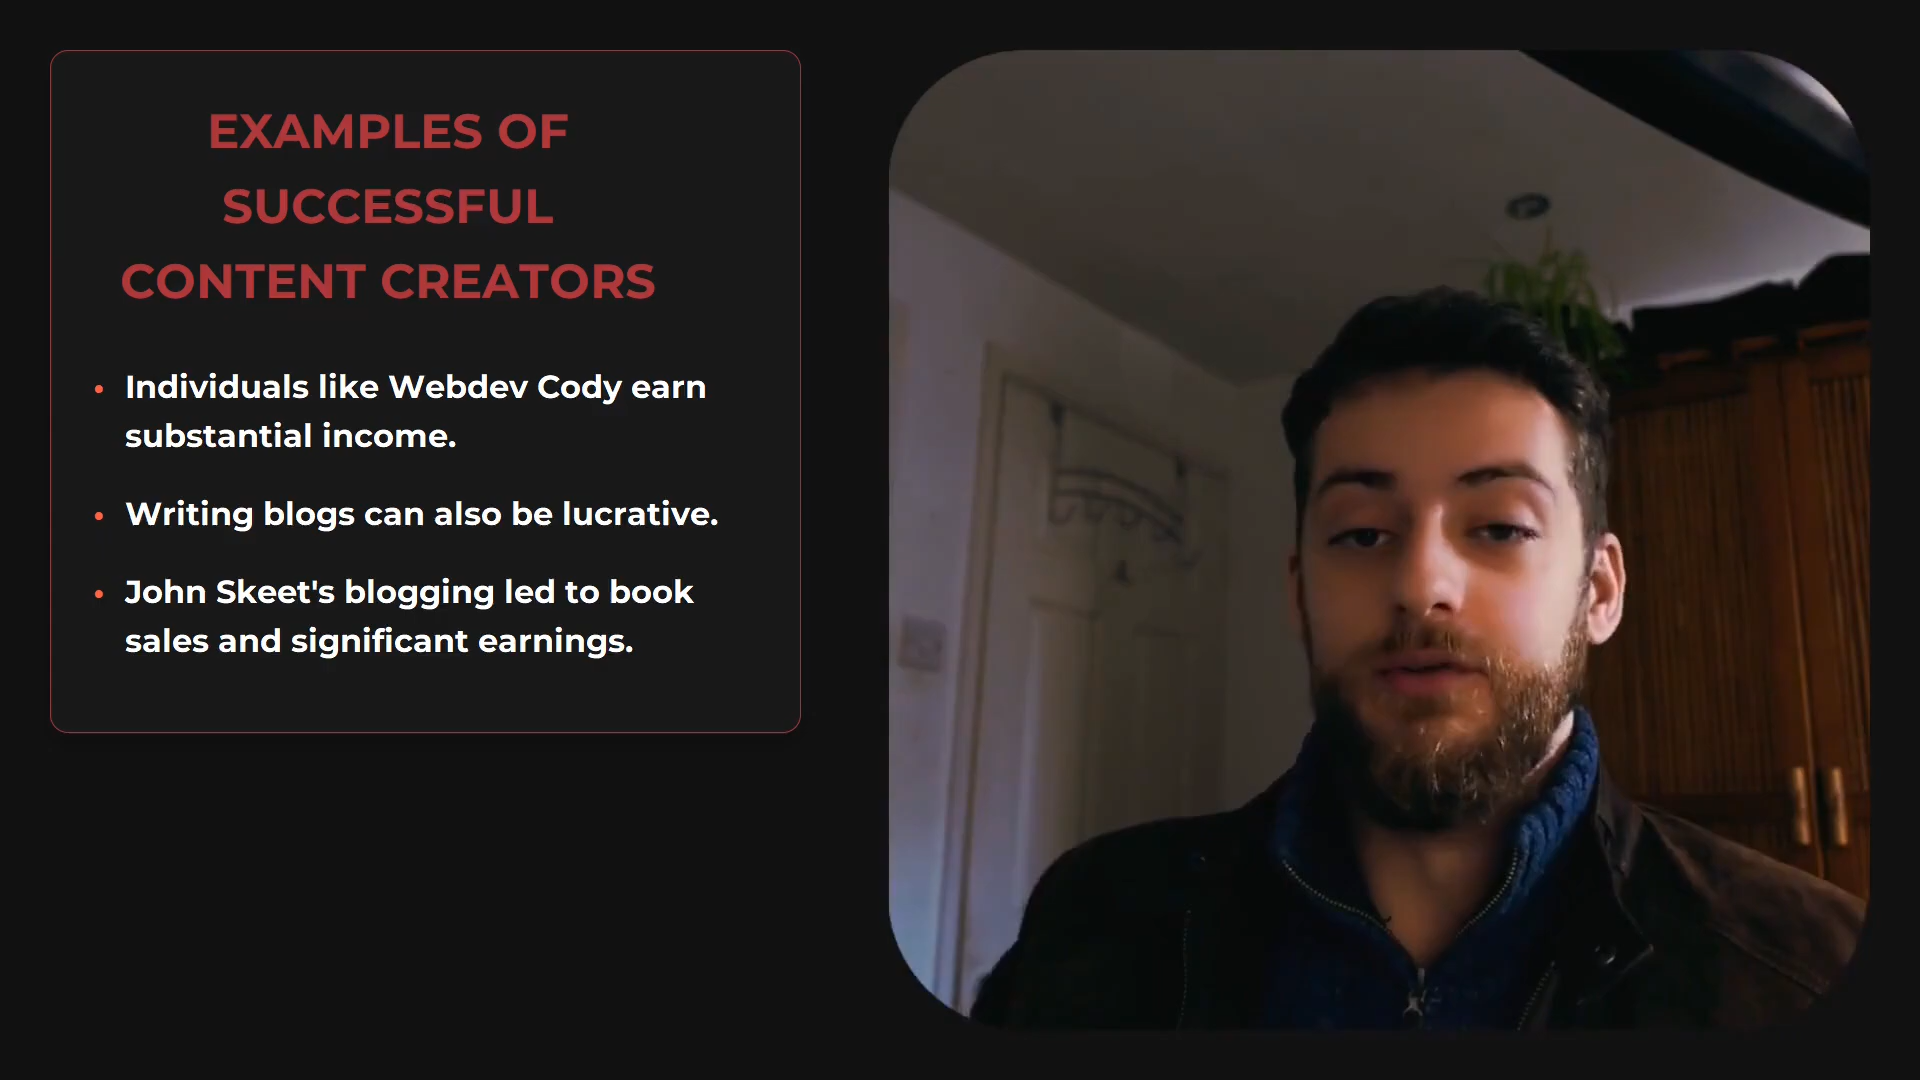 EXAMPLES OF
SUCCESSFUL
CONTENT CREATORS
• Individuals like Webdev Cody earn
substantial income.
• Writing blogs can also be lucrative.
• John Skeet's blogging led to book
sales and significant earnings.